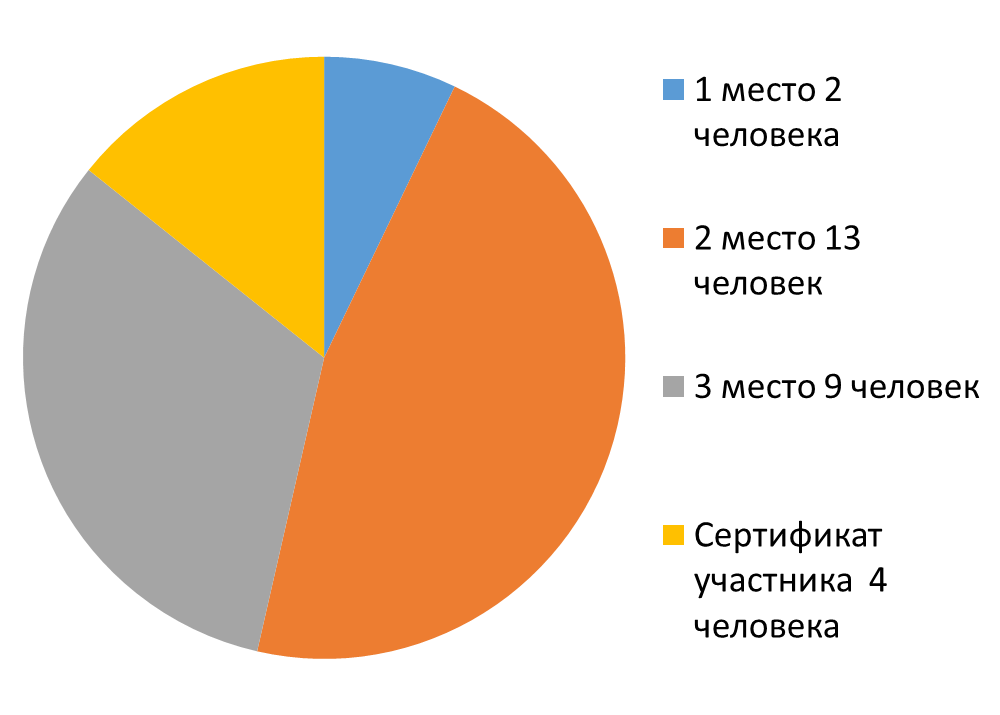 1 место 2
человека
2 место 13
человек
3 место 9 человек
Сертификат
участника  4
человека